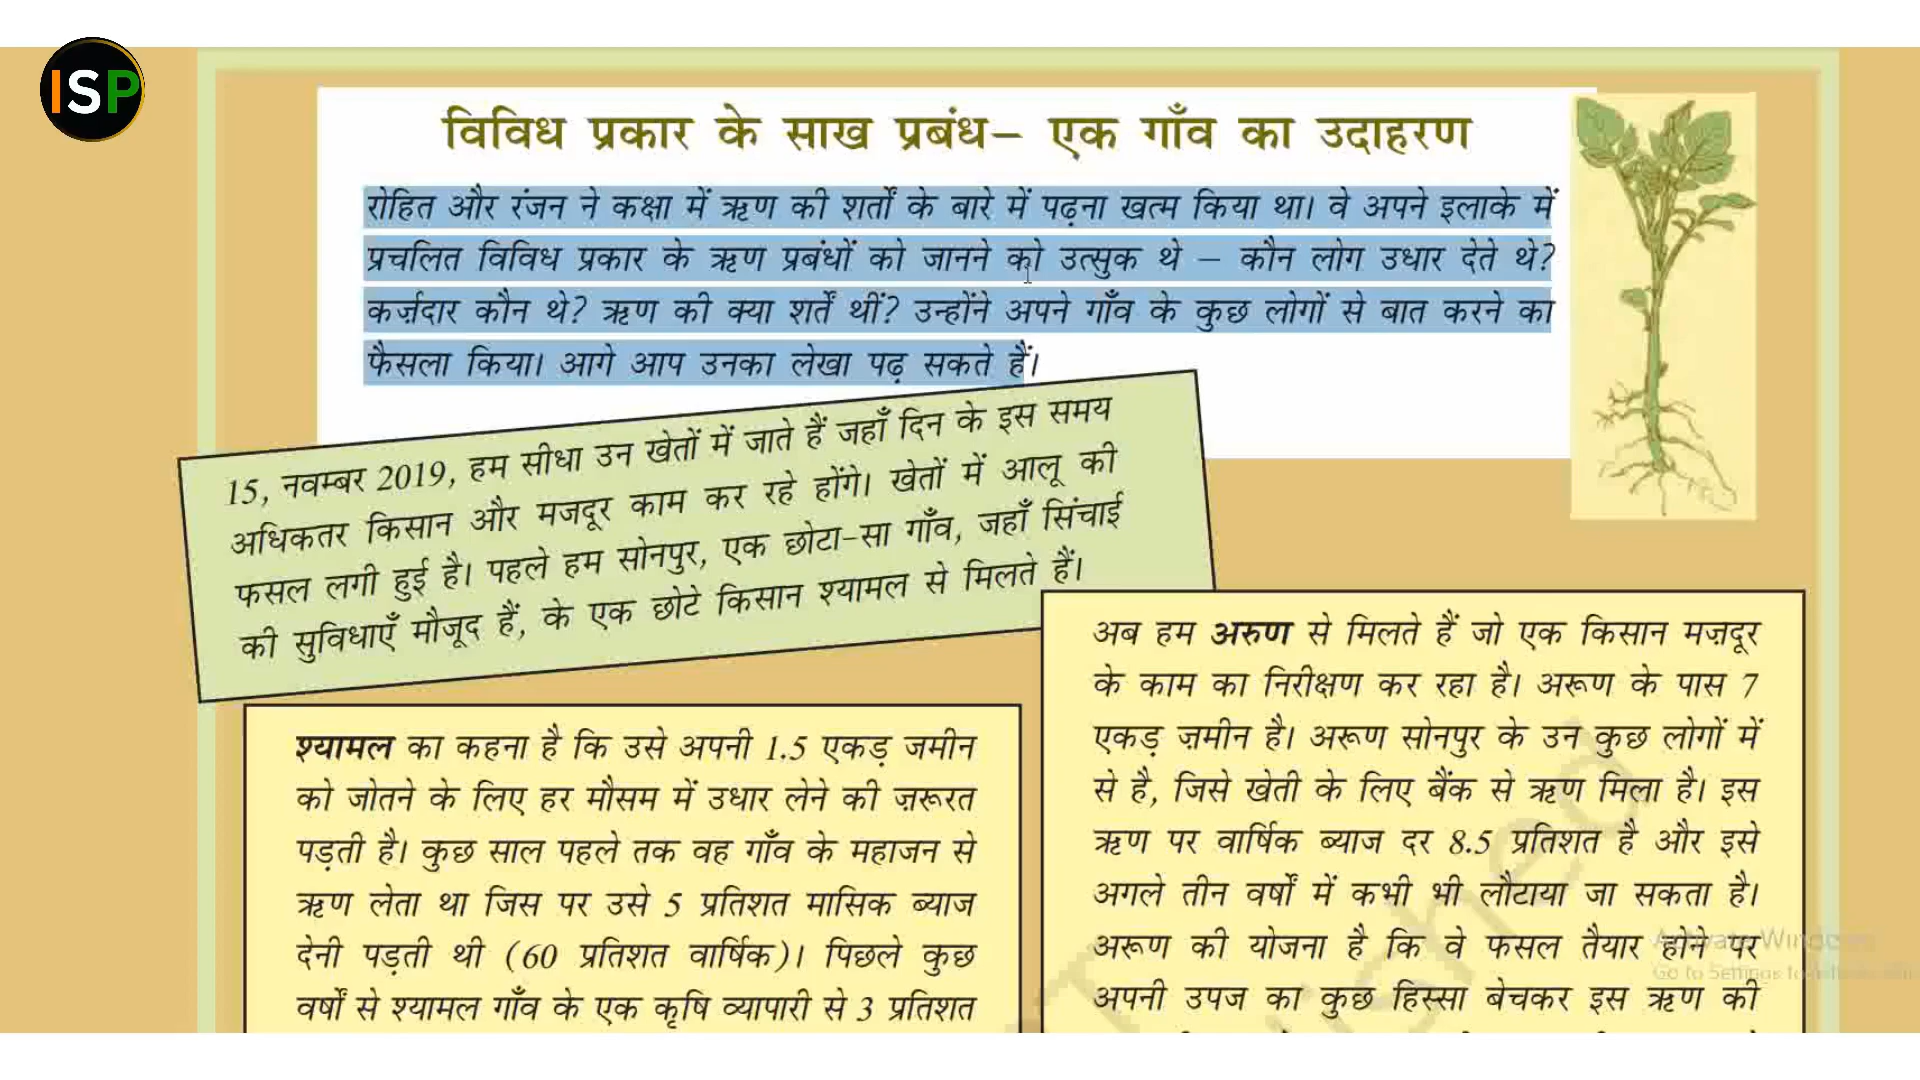 ISP
विविध प्रकार के साख प्रबंध– एक गाँव का उदाहरण
रोहित और रंजन ने कक्षा में ऋण की शर्तों के बारे में पढ़ना खत्म किया था। वे अपने इलाके में
प्रचलित विविध प्रकार के ऋण प्रबंधों को जानने को उत्सुक थे – कौन लोग उधार देते थे?
कर्ज़दार कौन थे? ऋण की क्या शर्तें थीं? उन्होंने अपने गाँव के कुछ लोगों से बात करने का
फैसला किया। आगे आप उनका लेखा पढ़ सकते हैं।
15, नवम्बर 2019, हम सीधा उन खेतों में जाते हैं जहाँ दिन के इस समय
अधिकतर किसान और मजदूर काम कर रहे होंगे। खेतों में आलू की
फसल लगी हुई है। पहले हम सोनपुर, एक छोटा-सा गाँव, जहाँ सिंचाई
की सुविधाएँ मौजूद हैं, के एक छोटे किसान श्यामल से मिलते हैं।
श्यामल का कहना है कि उसे अपनी 1.5 एकड़ जमीन
को जोतने के लिए हर मौसम में उधार लेने की ज़रूरत
पड़ती है। कुछ साल पहले तक वह गाँव के महाजन से
ऋण लेता था जिस पर उसे 5 प्रतिशत मासिक ब्याज
देनी पड़ती थी (60 प्रतिशत वार्षिक)। पिछले कुछ
वर्षों से श्यामल गाँव के एक कृषि व्यापारी से 3 प्रतिशत
अब हम अरुण से मिलते हैं जो एक किसान मज़दूर
के काम का निरीक्षण कर रहा है। अरूण के पास 7
एकड़ ज़मीन है। अरूण सोनपुर के उन कुछ लोगों में
से है, जिसे खेती के लिए बैंक से ऋण मिला है। इस
ऋण पर वार्षिक ब्याज दर 8.5 प्रतिशत है और इसे
अगले तीन वर्षों में कभी भी लौटाया जा सकता है।
अरूण की योजना है कि वे फसल तैयार होने पर
अपनी उपज का कुछ हिस्सा बेचकर इस ऋण की
Activate Windows
Go to Settings to